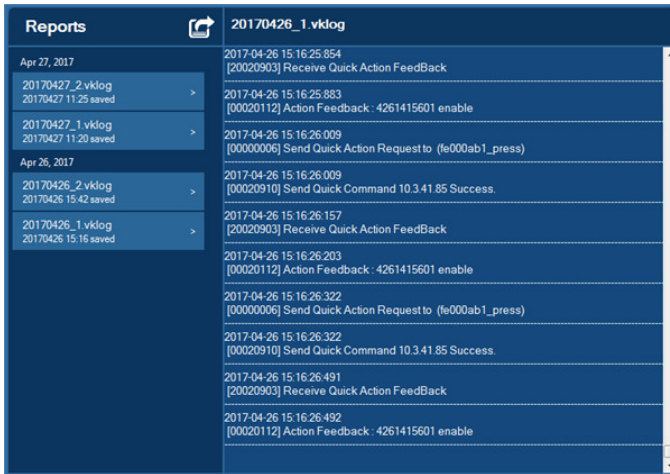 Reports
Apr 27, 2017
20170427_2.vklog
20170427 11:25 saved
>
20170427_1.vklog
20170427 11:20 saved
>
Apr 26, 2017
20170426_2.vklog
20170426 15:42 saved
>
20170426_1.vklog
20170426 15:16 saved
>
20170426_1.vklog
2017-04-26 15:16:25:854
[20020903] Receive Quick Action FeedBack
2017-04-26 15:16:25:883
[00020112] Action Feedback : 4261415601 enable
2017-04-26 15:16:26:009
[00000006] Send Quick Action Request to (fe000ab1_press)
2017-04-26 15:16:26:009
[00020910] Send Quick Command 10.3.41.85 Success.
2017-04-26 15:16:26:157
[20020903] Receive Quick Action FeedBack
2017-04-26 15:16:26:203
[00020112] Action Feedback : 4261415601 enable
2017-04-26 15:16:26:322
[00000006] Send Quick Action Request to (fe000ab1_press)
2017-04-26 15:16:26:322
[00020910] Send Quick Command 10.3.41.85 Success.
2017-04-26 15:16:26:491
[20020903] Receive Quick Action FeedBack
2017-04-26 15:16:26:492
[00020112] Action Feedback : 4261415601 enable